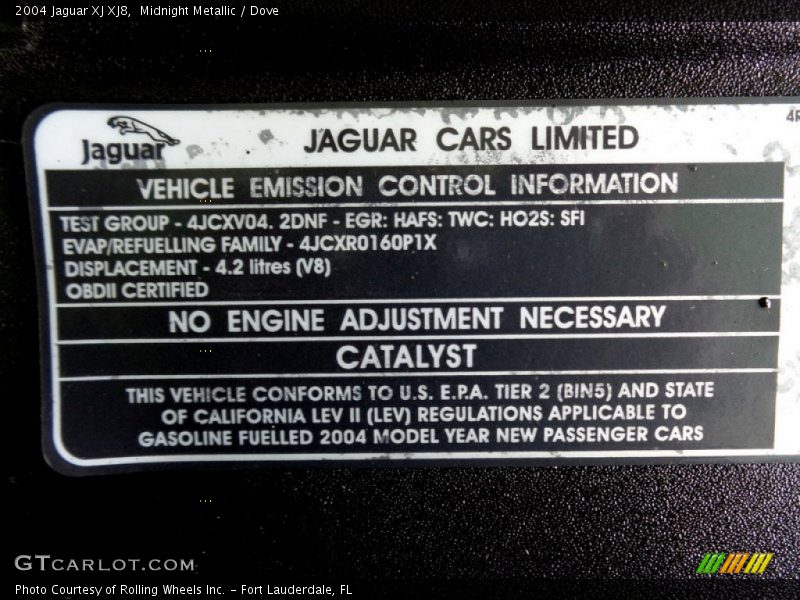 2004 Jaguar XJ XJ8,  Midnight Metallic / Dove
Jaguar
JAGUAR CARS LIMITED
VEHICLE EMISSION CONTROL INFORMATION
TEST GROUP - 4JCXV04. 2DNF - EGR: HAFS: TWC: HO2S: SFI
EVAP/REFUELLING FAMILY - 4JCXR0160P1X
DISPLACEMENT - 4.2 litres (V8)
OBDII CERTIFIED
NO ENGINE ADJUSTMENT NECESSARY
CATALYST
THIS VEHICLE CONFORMS TO U.S. E.P.A. TIER 2 (BIN5) AND STATE
OF CALIFORNIA LEV II (LEV) REGULATIONS APPLICABLE TO
GASOLINE FUELLED 2004 MODEL YEAR NEW PASSENGER CARS
GTCARLOT.COM
Photo Courtesy of Rolling Wheels Inc. – Fort Lauderdale, FL